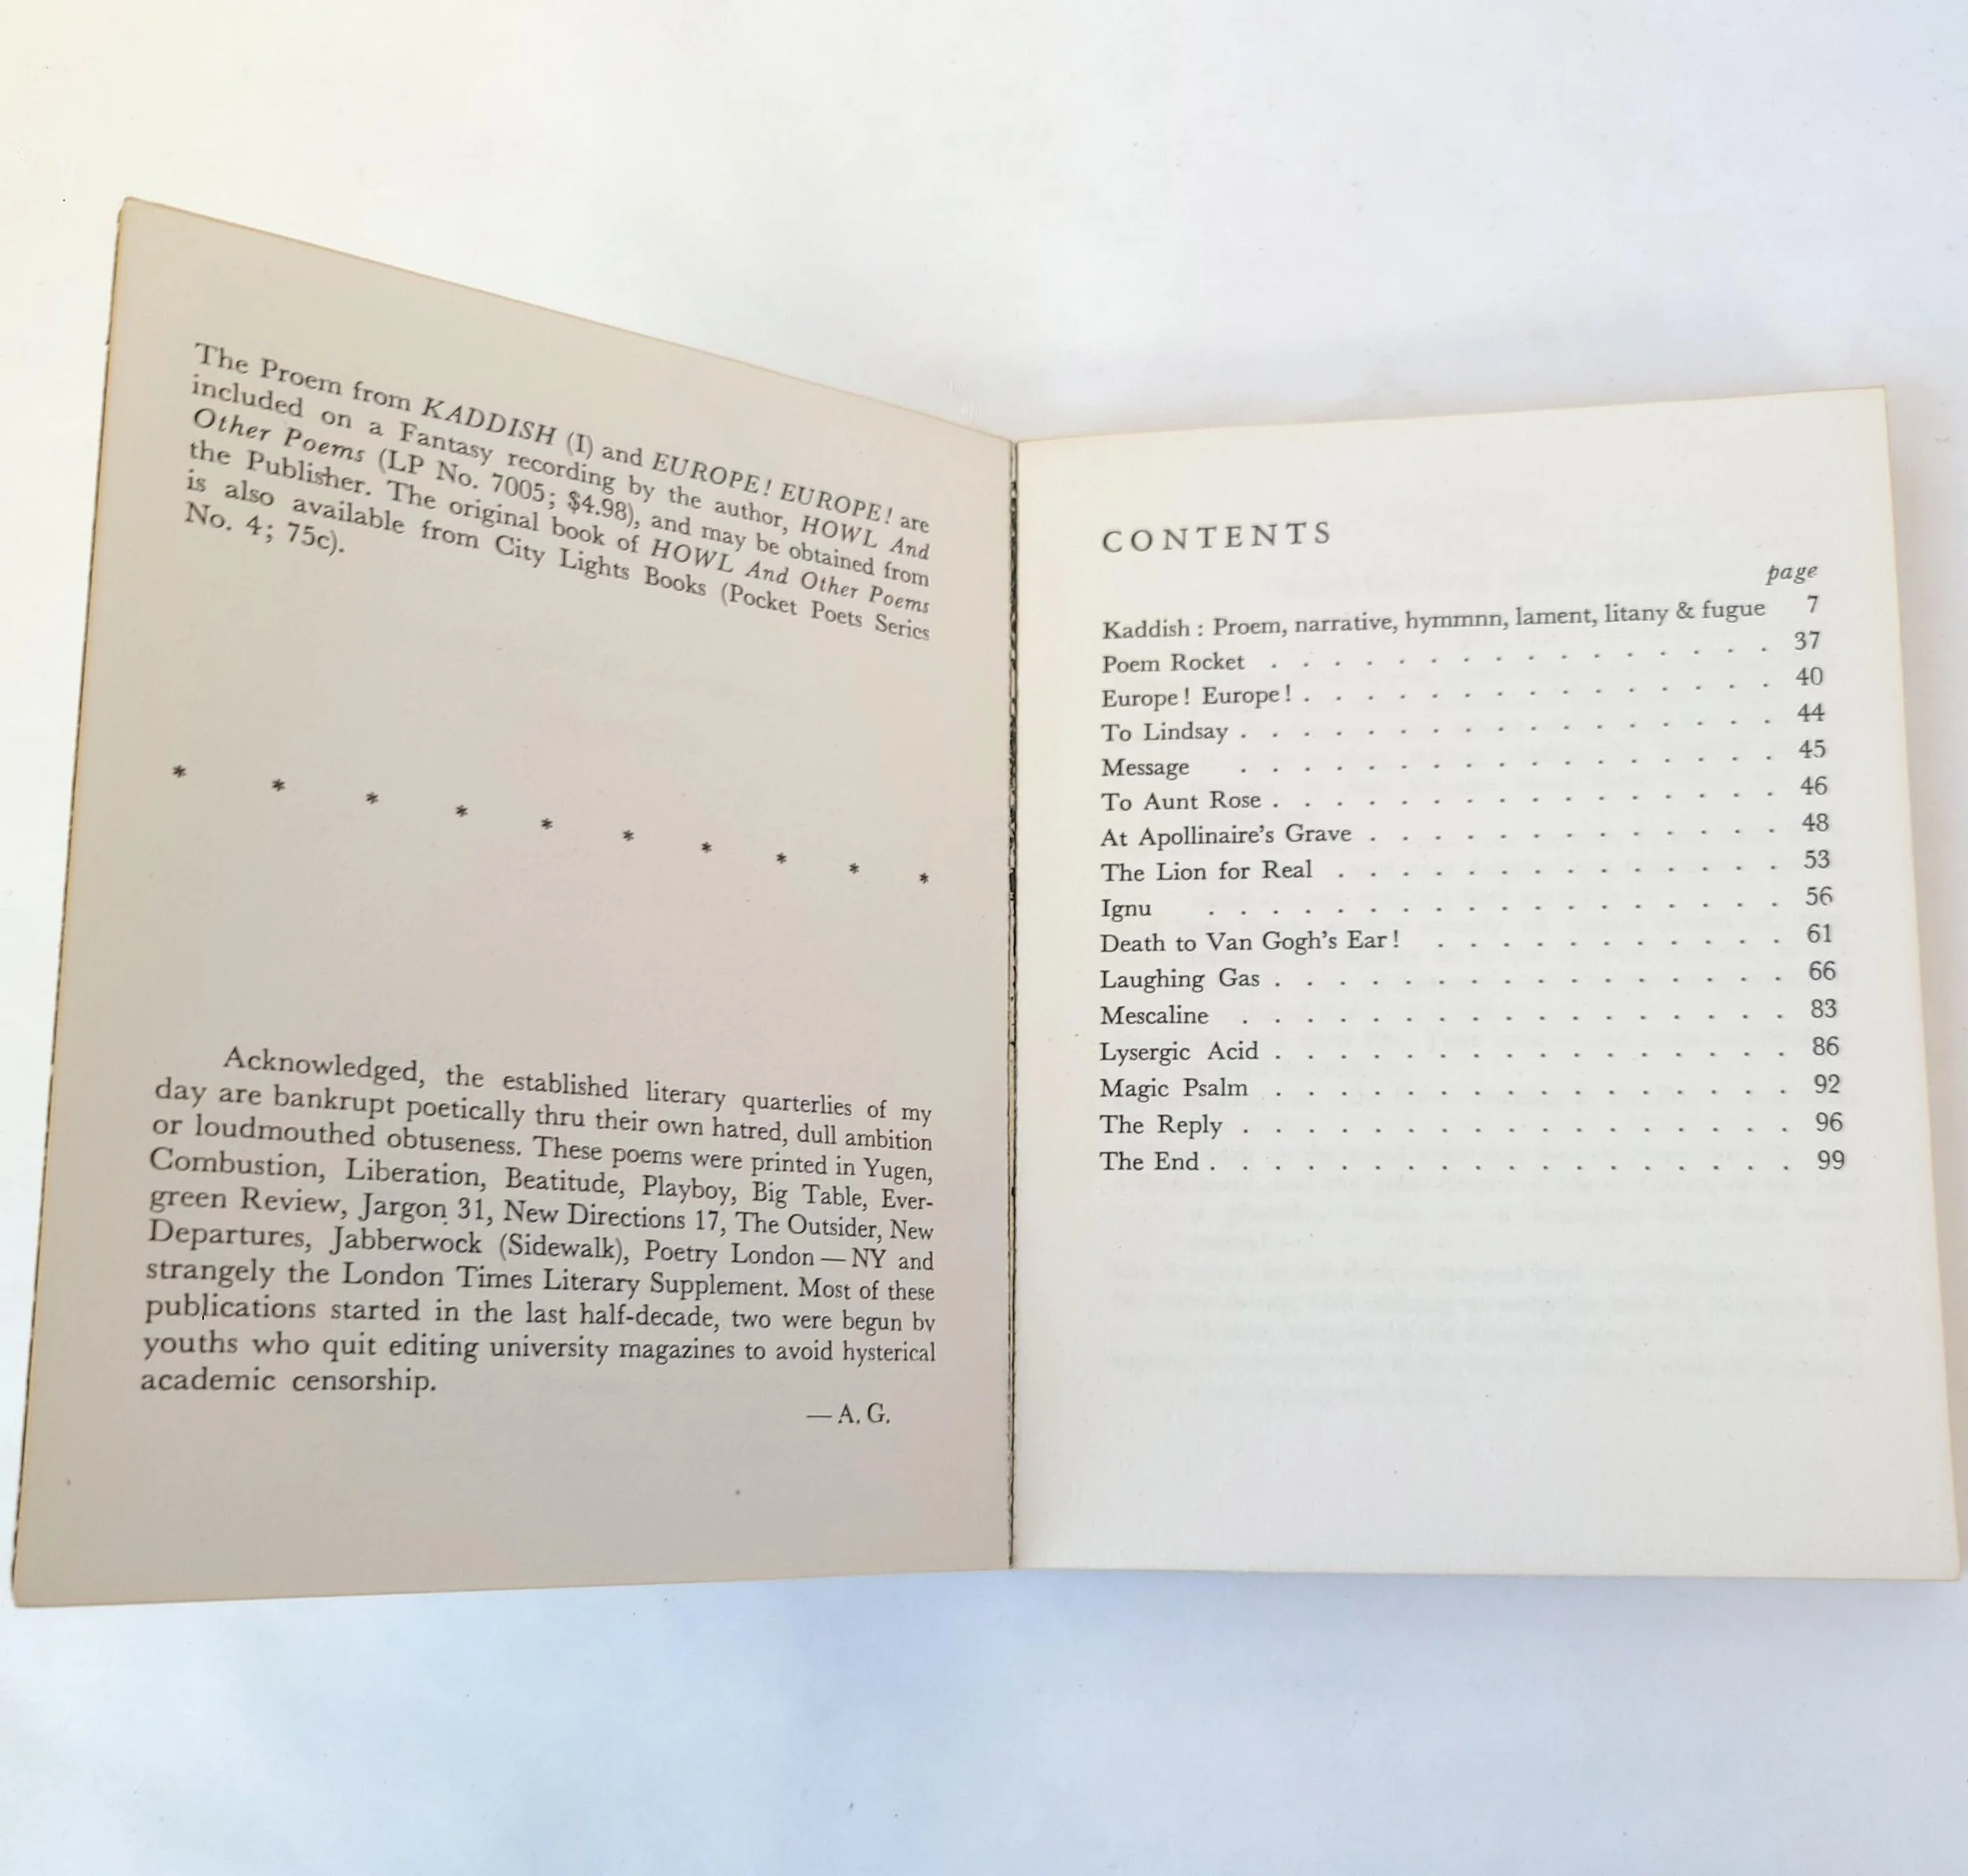 The Proem from KADDISH (I) and EUROPE! EUROPE! are
included on a Fantasy recording by the author, HOWL And
Other Poems (LP No. 7005; $4.98), and may be obtained from
the Publisher. The original book of HOWL And Other Poems
is also available from City Lights Books (Pocket Poets Series
No. 4; 75c).
* * * * * * * * * *
Acknowledged, the established literary quarterlies of my
day are bankrupt poetically thru their own hatred, dull ambition
or loudmouthed obtuseness. These poems were printed in Yugen,
Combustion, Liberation, Beatitude, Playboy, Big Table, Ever-
green Review, Jargon 31, New Directions 17, The Outsider, New
Departures, Jabberwock (Sidewalk), Poetry London — NY and
strangely the London Times Literary Supplement. Most of these
publications started in the last half-decade, two were begun by
youths who quit editing university magazines to avoid hysterical
academic censorship.
— A. G.
CONTENTS
page
Kaddish : Proem, narrative, hymmnn, lament, litany & fugue 7
Poem Rocket . . . . . . . . . . . . . . . . 37
Europe! Europe! . . . . . . . . . . . . . . . 40
To Lindsay . . . . . . . . . . . . . . . . . 44
Message . . . . . . . . . . . . . . . . . 45
To Aunt Rose . . . . . . . . . . . . . . . . 46
At Apollinaire's Grave . . . . . . . . . . . . . 48
The Lion for Real . . . . . . . . . . . . . . 53
Ignu . . . . . . . . . . . . . . . . . . 56
Death to Van Gogh's Ear! . . . . . . . . . . . 61
Laughing Gas . . . . . . . . . . . . . . . . 66
Mescaline . . . . . . . . . . . . . . . . . 83
Lysergic Acid . . . . . . . . . . . . . . . . 86
Magic Psalm . . . . . . . . . . . . . . . . 92
The Reply . . . . . . . . . . . . . . . . . 96
The End . . . . . . . . . . . . . . . . . . 99